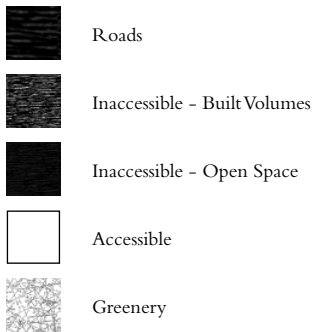 Roads
Inaccessible - Built Volumes
Inaccessible - Open Space
Accessible
Greenery